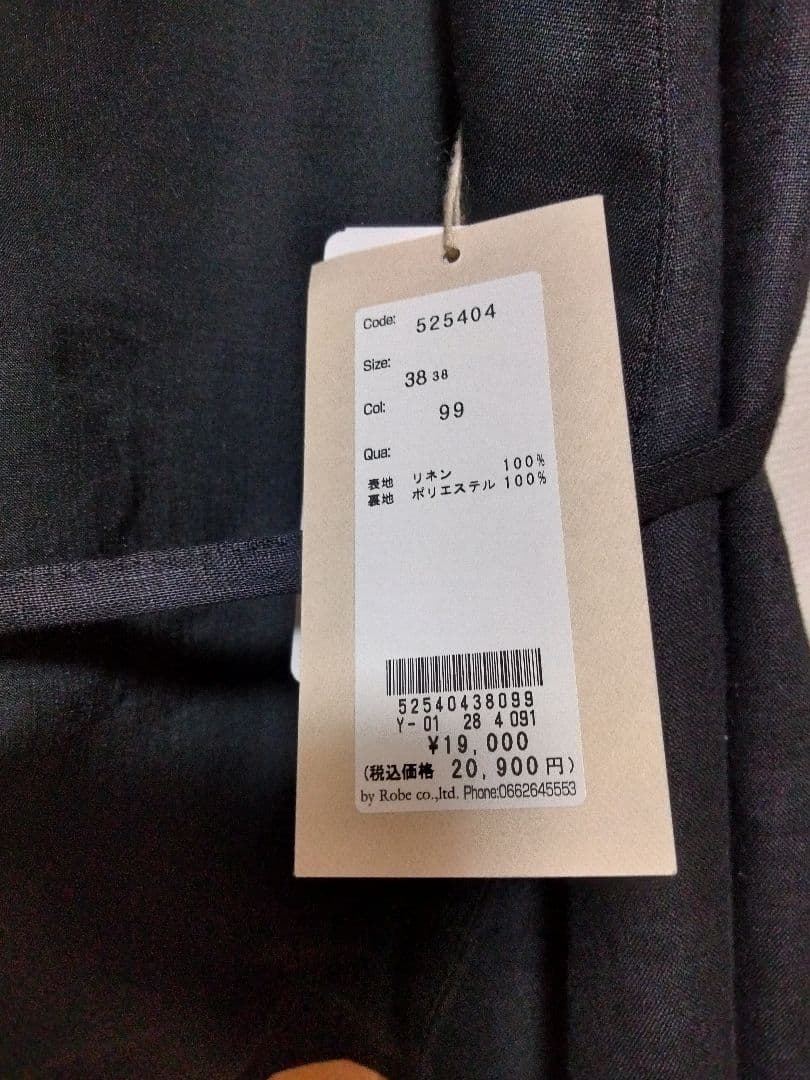 Code: 525404
Size: 38 38
Col: 99
Qua:
表地 リネン 100%
裏地 ポリエステル 100%
52540438099
Y-01 28 4 091
¥19,000
(税込価格 20,900円)
by Robe co.,ltd. Phone:0662645553